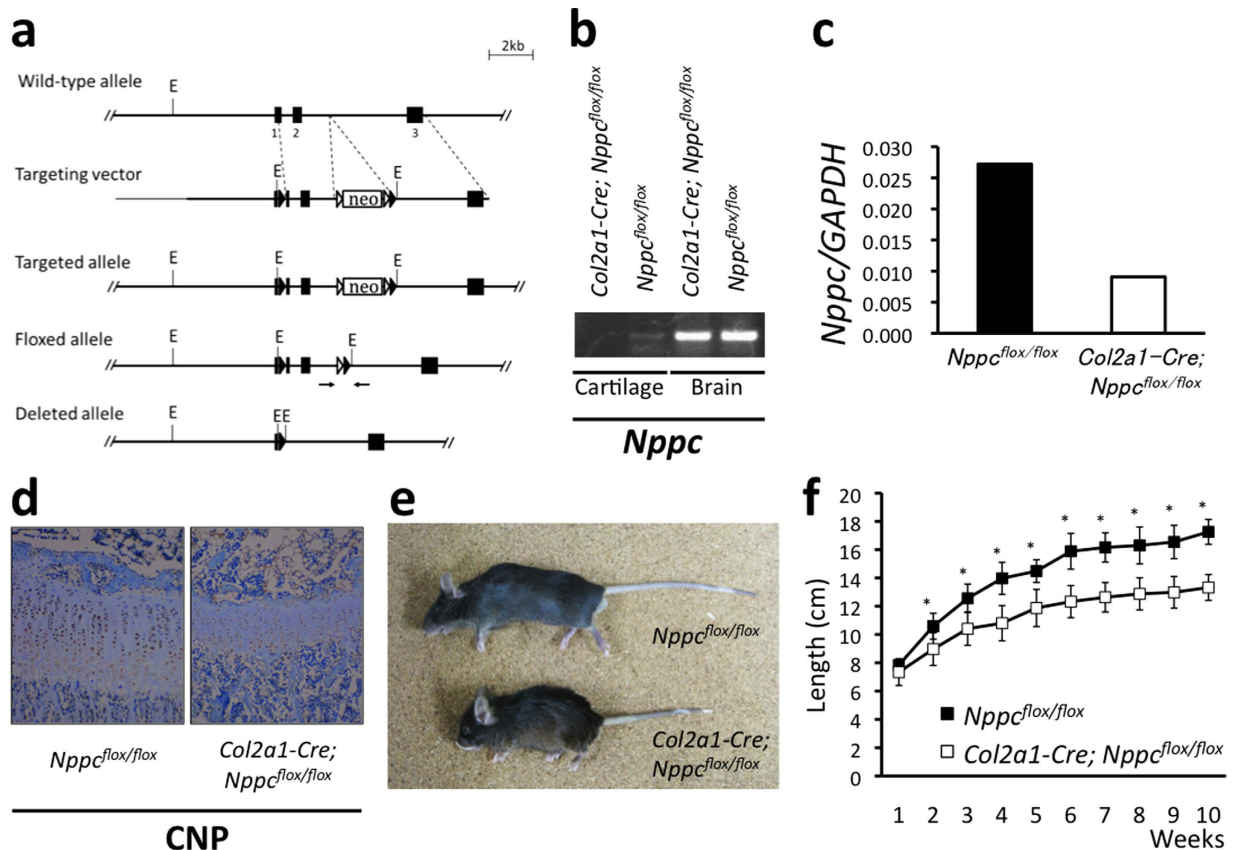 a
2kb
Wild-type allele
E
1 2 3
Targeting vector
E E
neo
Targeted allele
E E E
neo
Floxed allele
E E E
Deleted allele
E EE
b
Col2a1-Cre; Nppcflox/flox
Nppcflox/flox
Col2a1-Cre; Nppcflox/flox
Nppcflox/flox
Cartilage Brain
Nppc
c
Nppc/GAPDH
0.030
0.025
0.020
0.015
0.010
0.005
0.000
Nppcflox/flox
Col2a1-Cre;
Nppcflox/flox
d
Nppcflox/flox
Col2a1-Cre;
Nppcflox/flox
CNP
e
Nppcflox/flox
Col2a1-Cre;
Nppcflox/flox
f
Length (cm)
20
18
16
14
12
10
8
6
4
2
0
* * * * * * * * *
Nppcflox/flox
Col2a1-Cre; Nppcflox/flox
1 2 3 4 5 6 7 8 9 10
Weeks